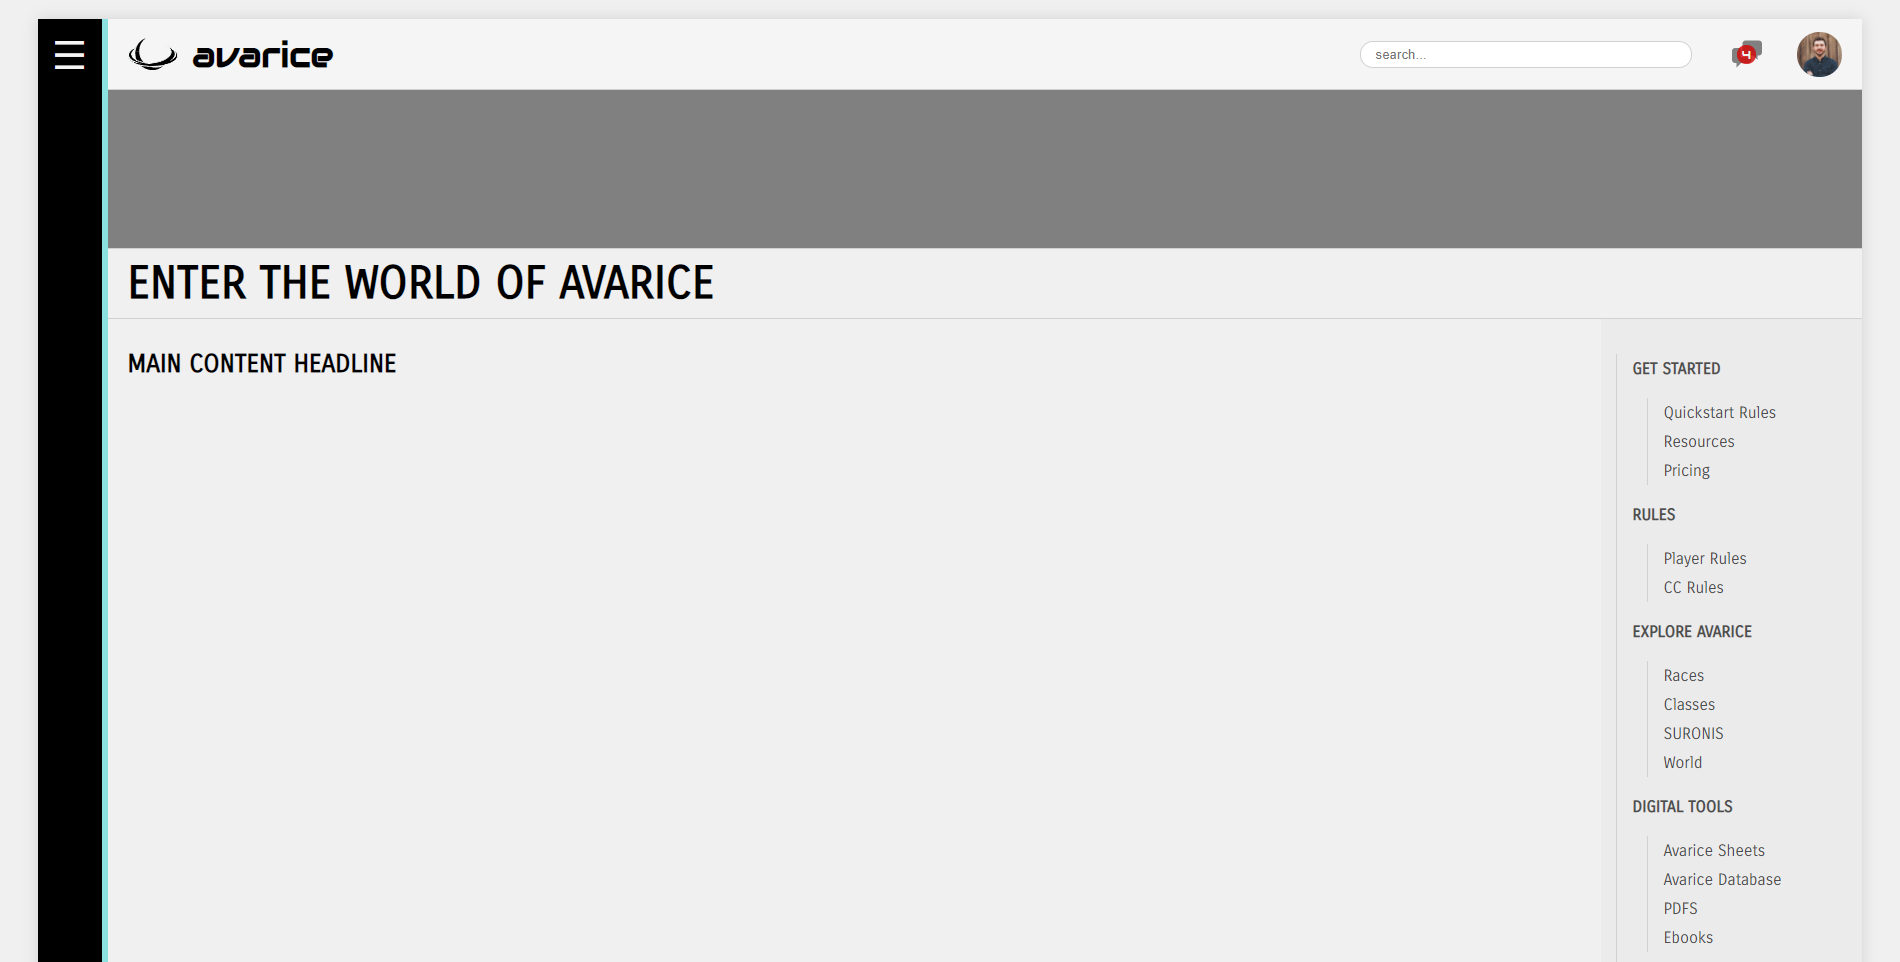 avarice
search...
4
ENTER THE WORLD OF AVARICE
MAIN CONTENT HEADLINE
GET STARTED
Quickstart Rules
Resources
Pricing
RULES
Player Rules
CC Rules
EXPLORE AVARICE
Races
Classes
SURONIS
World
DIGITAL TOOLS
Avarice Sheets
Avarice Database
PDFS
Ebooks